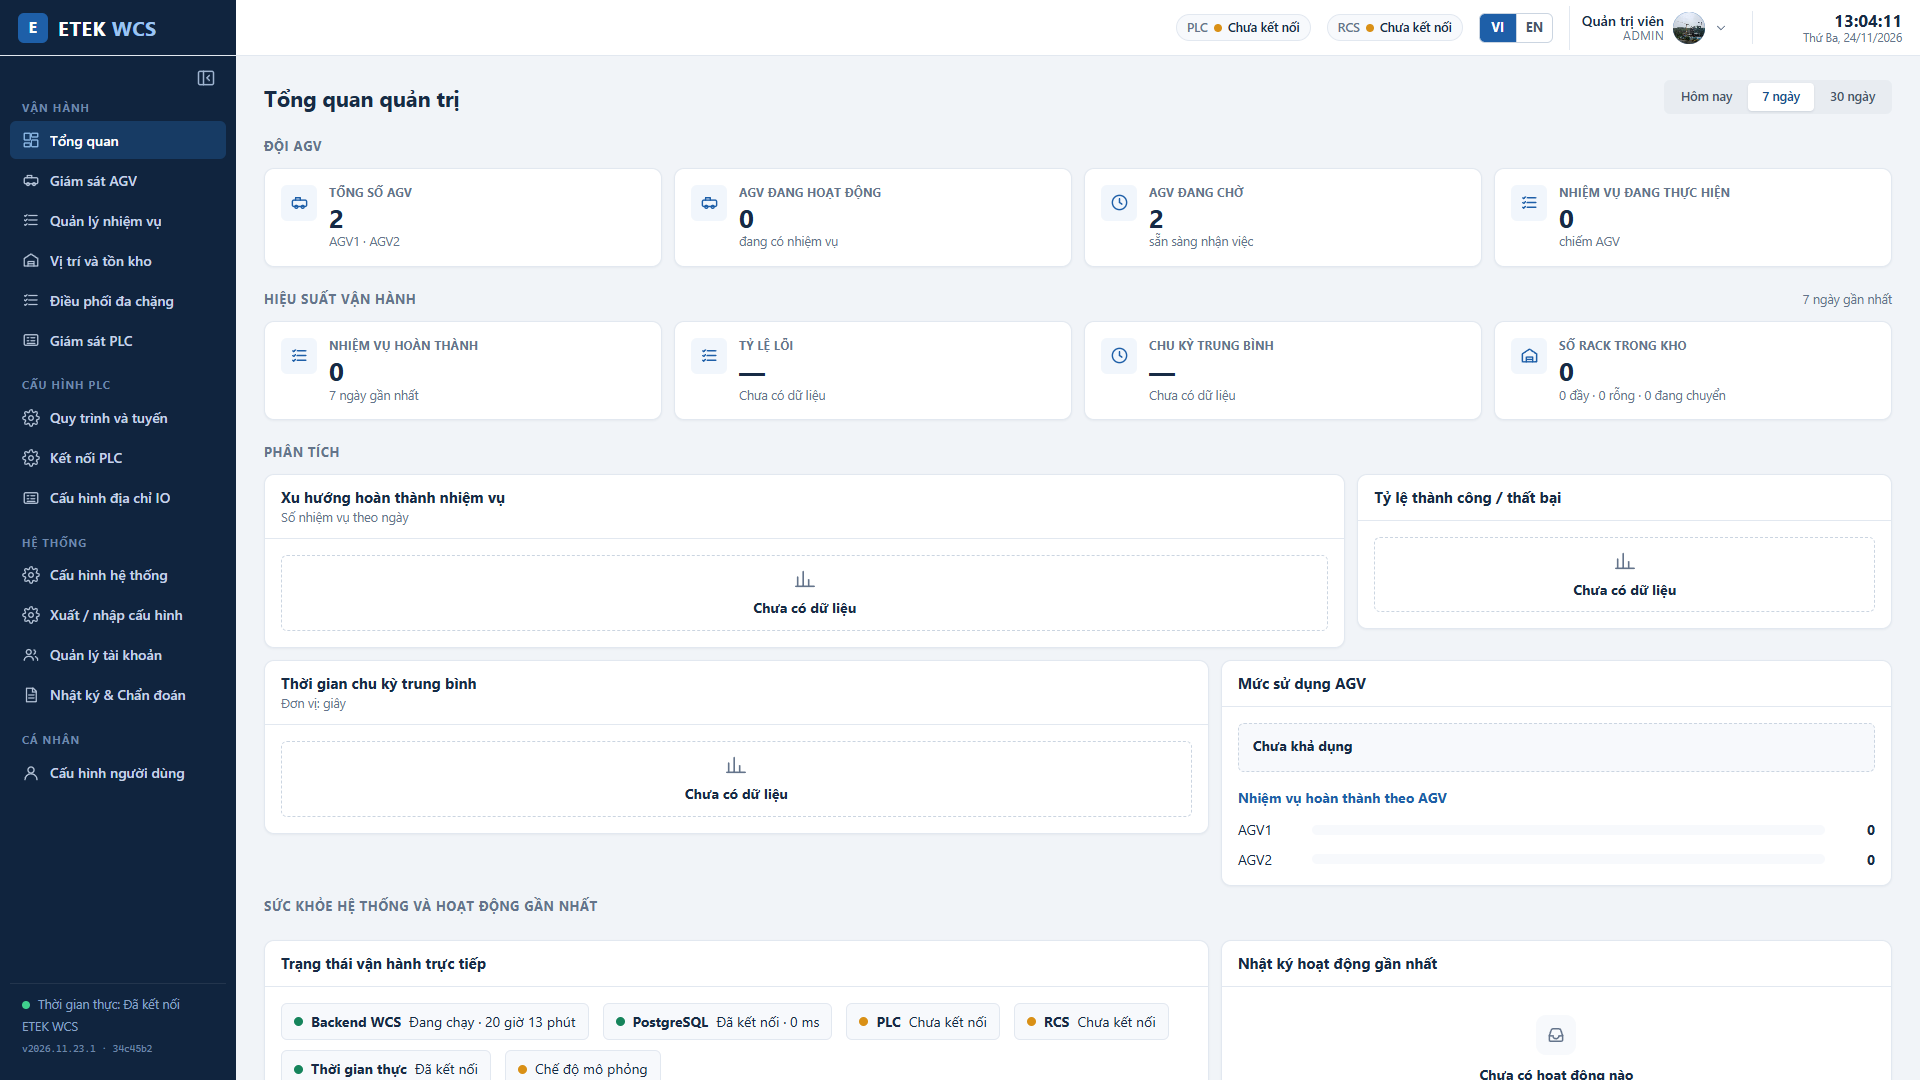 E ETEK WCS
PLC Chưa kết nối
RCS Chưa kết nối
VI EN
Quản trị viên
ADMIN
13:04:11
Thứ Ba, 24/11/2026
VẬN HÀNH
Tổng quan
Giám sát AGV
Quản lý nhiệm vụ
Vị trí và tồn kho
Điều phối đa chặng
Giám sát PLC
CẤU HÌNH PLC
Quy trình và tuyến
Kết nối PLC
Cấu hình địa chỉ IO
HỆ THỐNG
Cấu hình hệ thống
Xuất / nhập cấu hình
Quản lý tài khoản
Nhật ký & Chẩn đoán
CÁ NHÂN
Cấu hình người dùng
Thời gian thực: Đã kết nối
ETEK WCS
v2026.11.23.1 · 34c45b2
Tổng quan quản trị
Hôm nay 7 ngày 30 ngày
ĐỘI AGV
TỔNG SỐ AGV
2
AGV1 · AGV2
AGV ĐANG HOẠT ĐỘNG
0
đang có nhiệm vụ
AGV ĐANG CHỜ
2
sẵn sàng nhận việc
NHIỆM VỤ ĐANG THỰC HIỆN
0
chiếm AGV
HIỆU SUẤT VẬN HÀNH
7 ngày gần nhất
NHIỆM VỤ HOÀN THÀNH
0
7 ngày gần nhất
TỶ LỆ LỖI
—
Chưa có dữ liệu
CHU KỲ TRUNG BÌNH
—
Chưa có dữ liệu
SỐ RACK TRONG KHO
0
0 đầy · 0 rỗng · 0 đang chuyển
PHÂN TÍCH
Xu hướng hoàn thành nhiệm vụ
Số nhiệm vụ theo ngày
Chưa có dữ liệu
Tỷ lệ thành công / thất bại
Chưa có dữ liệu
Thời gian chu kỳ trung bình
Đơn vị: giây
Chưa có dữ liệu
Mức sử dụng AGV
Chưa khả dụng
Nhiệm vụ hoàn thành theo AGV
AGV1 0
AGV2 0
SỨC KHỎE HỆ THỐNG VÀ HOẠT ĐỘNG GẦN NHẤT
Trạng thái vận hành trực tiếp
Backend WCS Đang chạy · 20 giờ 13 phút
PostgreSQL Đã kết nối · 0 ms
PLC Chưa kết nối
RCS Chưa kết nối
Thời gian thực Đã kết nối
Chế độ mô phỏng
Nhật ký hoạt động gần nhất
Chưa có hoạt động nào